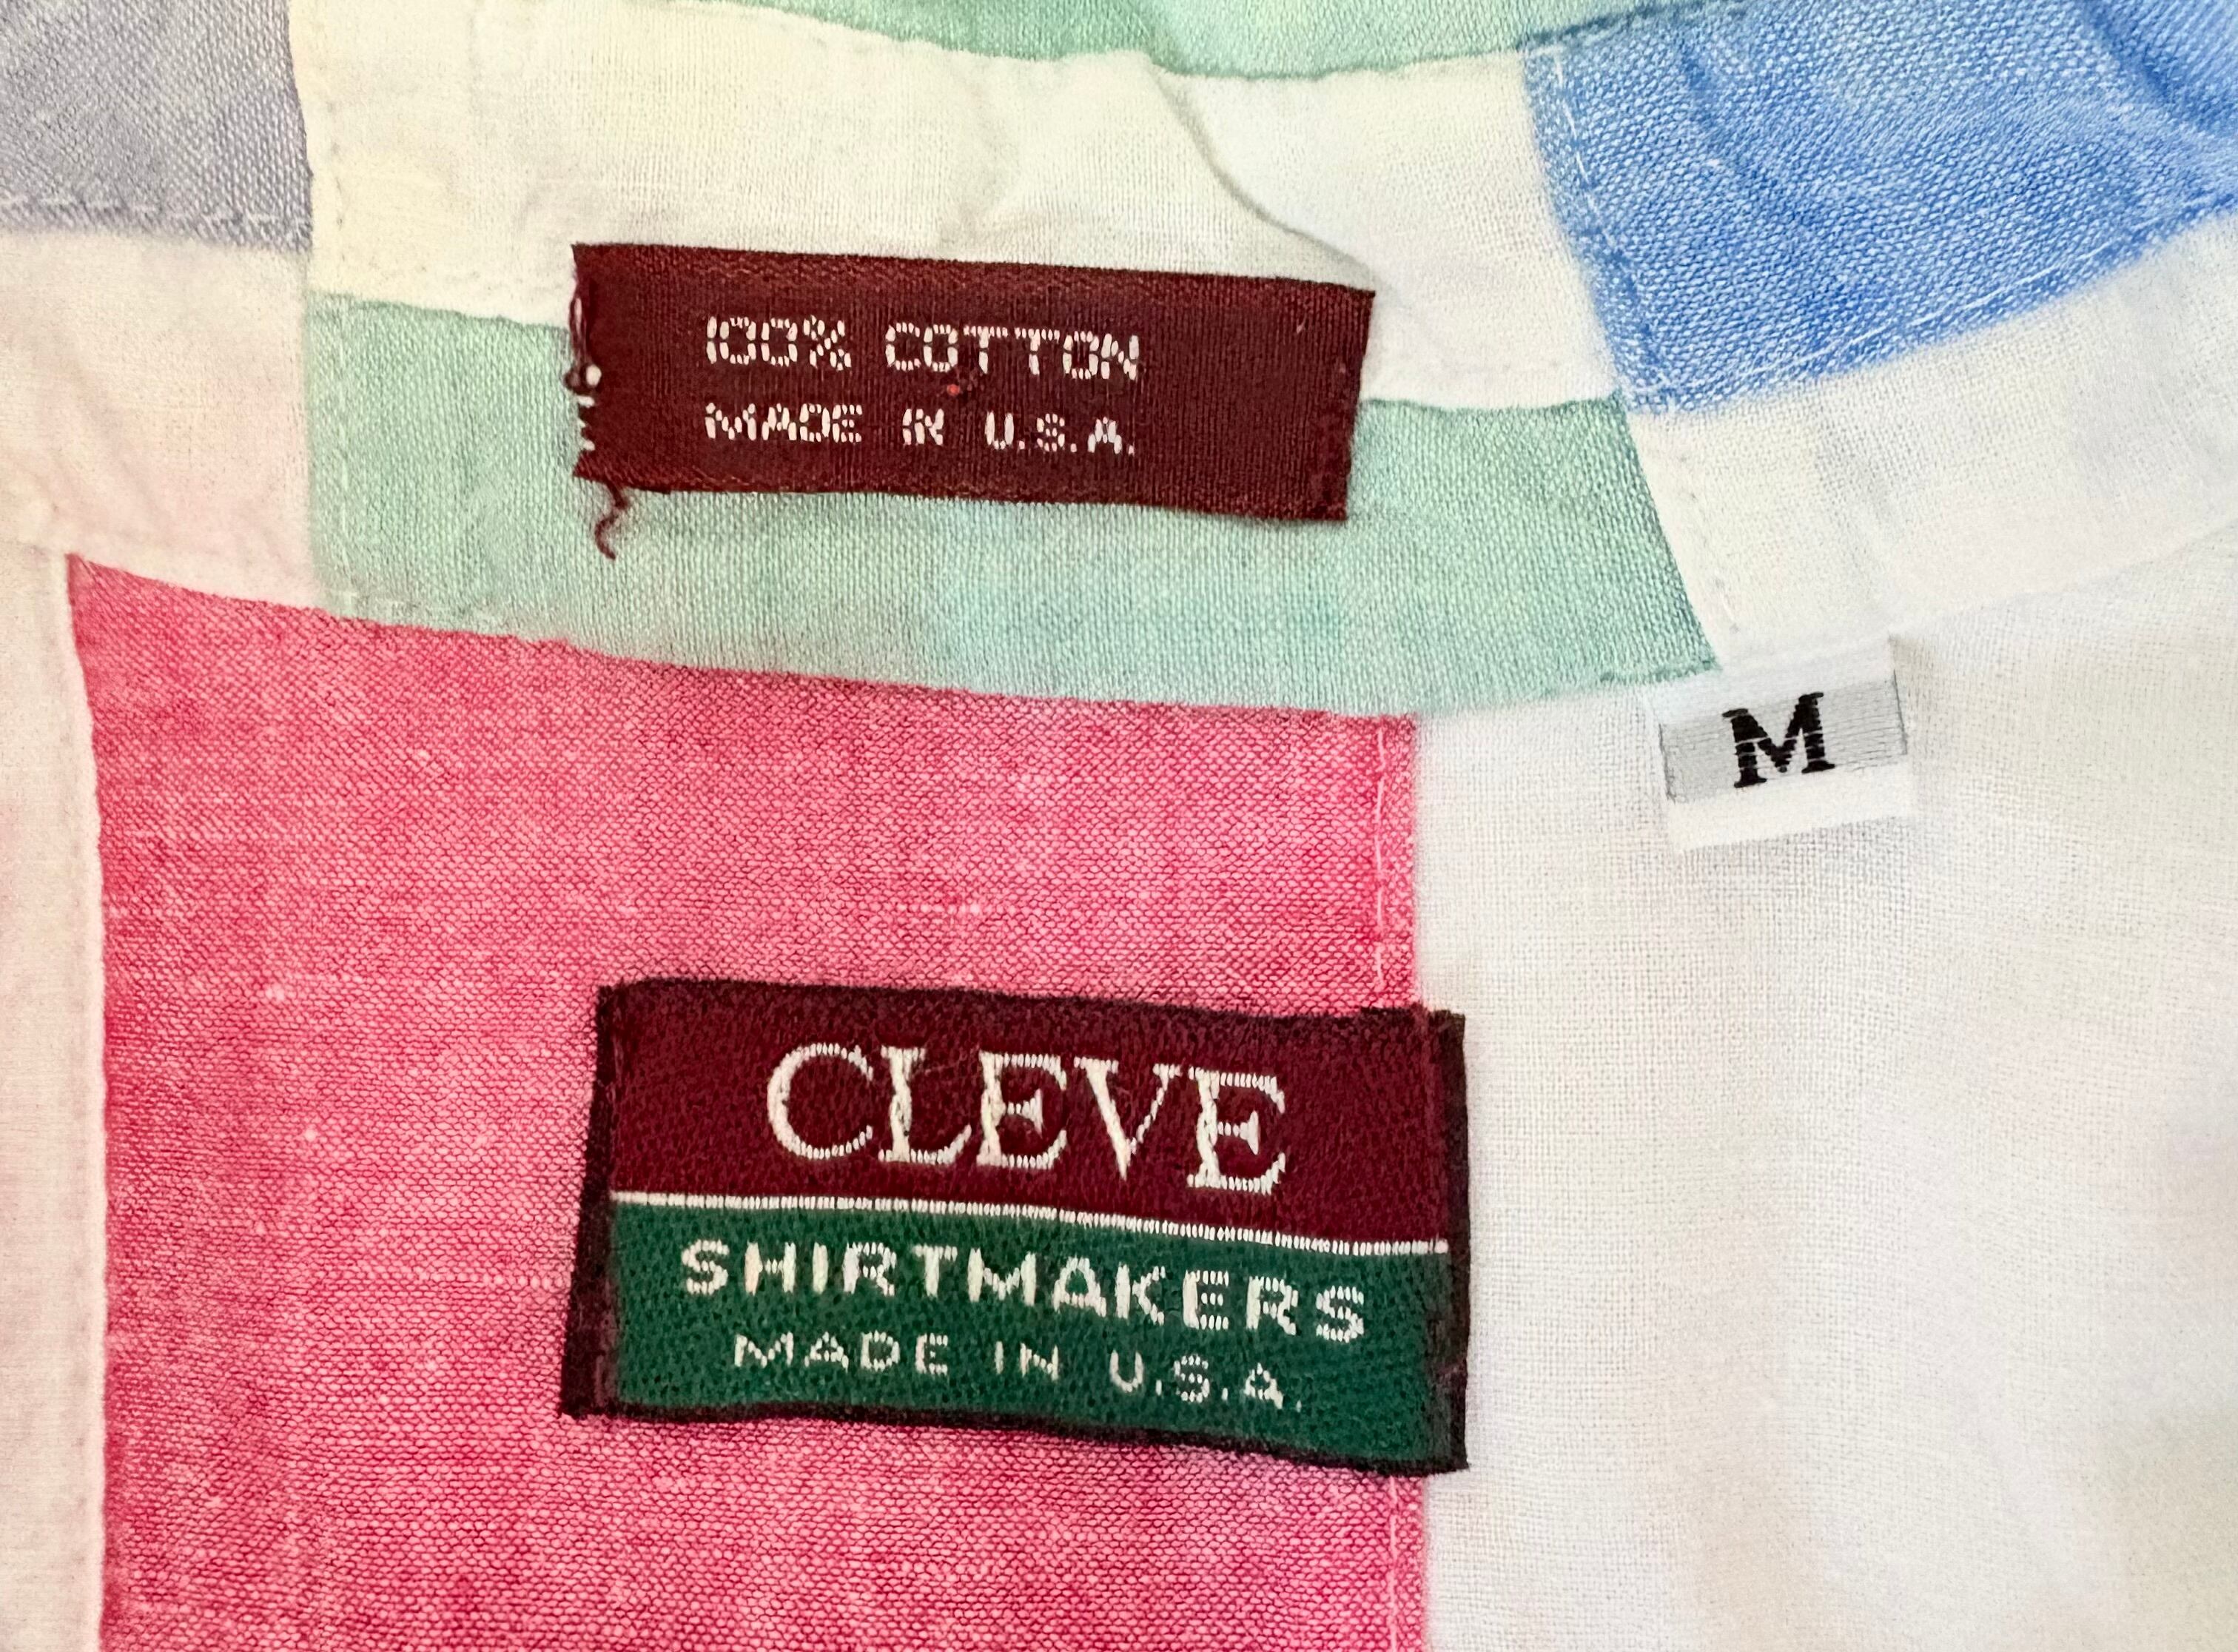 100% COTTON
MADE IN U.S.A.
M
CLEVE
SHIRTMAKERS
MADE IN U.S.A.